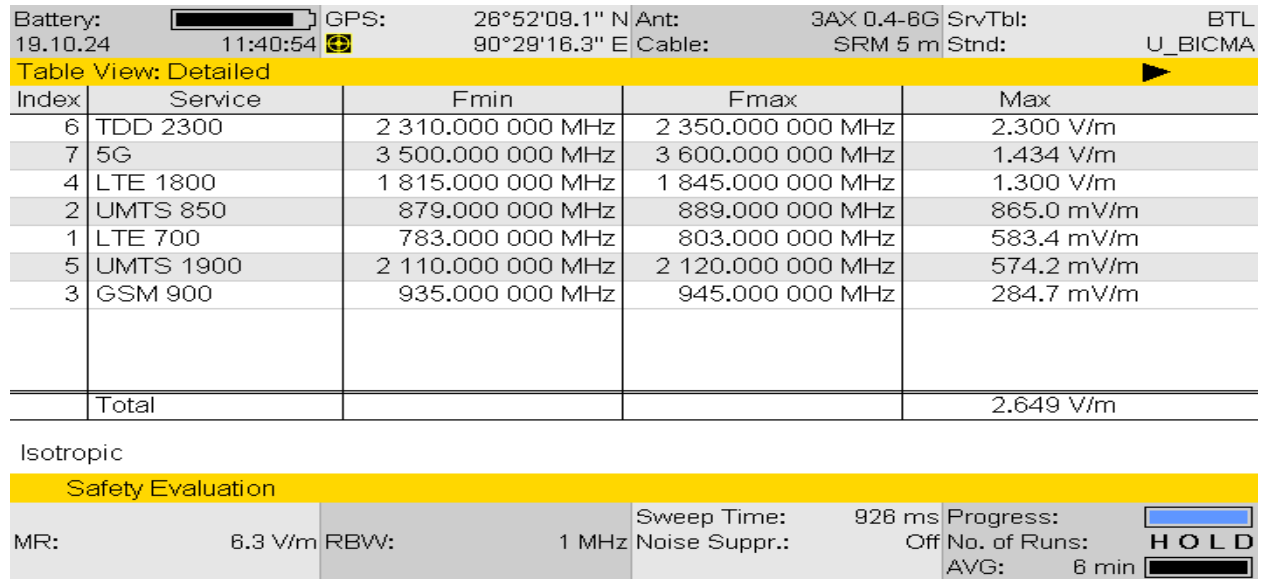 Battery: GPS: 26°52'09.1" N Ant: 3AX 0.4-6G SrvTbl: BTL
19.10.24 11:40:54 90°29'16.3" E Cable: SRM 5 m Stnd: U_BICMA
Table View: Detailed
Index Service Fmin Fmax Max
6 TDD 2300 2 310.000 000 MHz 2 350.000 000 MHz 2.300 V/m
7 5G 3 500.000 000 MHz 3 600.000 000 MHz 1.434 V/m
4 LTE 1800 1 815.000 000 MHz 1 845.000 000 MHz 1.300 V/m
2 UMTS 850 879.000 000 MHz 889.000 000 MHz 865.0 mV/m
1 LTE 700 783.000 000 MHz 803.000 000 MHz 583.4 mV/m
5 UMTS 1900 2 110.000 000 MHz 2 120.000 000 MHz 574.2 mV/m
3 GSM 900 935.000 000 MHz 945.000 000 MHz 284.7 mV/m
Total 2.649 V/m
Isotropic
Safety Evaluation
Sweep Time: 926 ms Progress:
MR: 6.3 V/m RBW: 1 MHz Noise Suppr.: Off No. of Runs: HOLD
AVG: 6 min